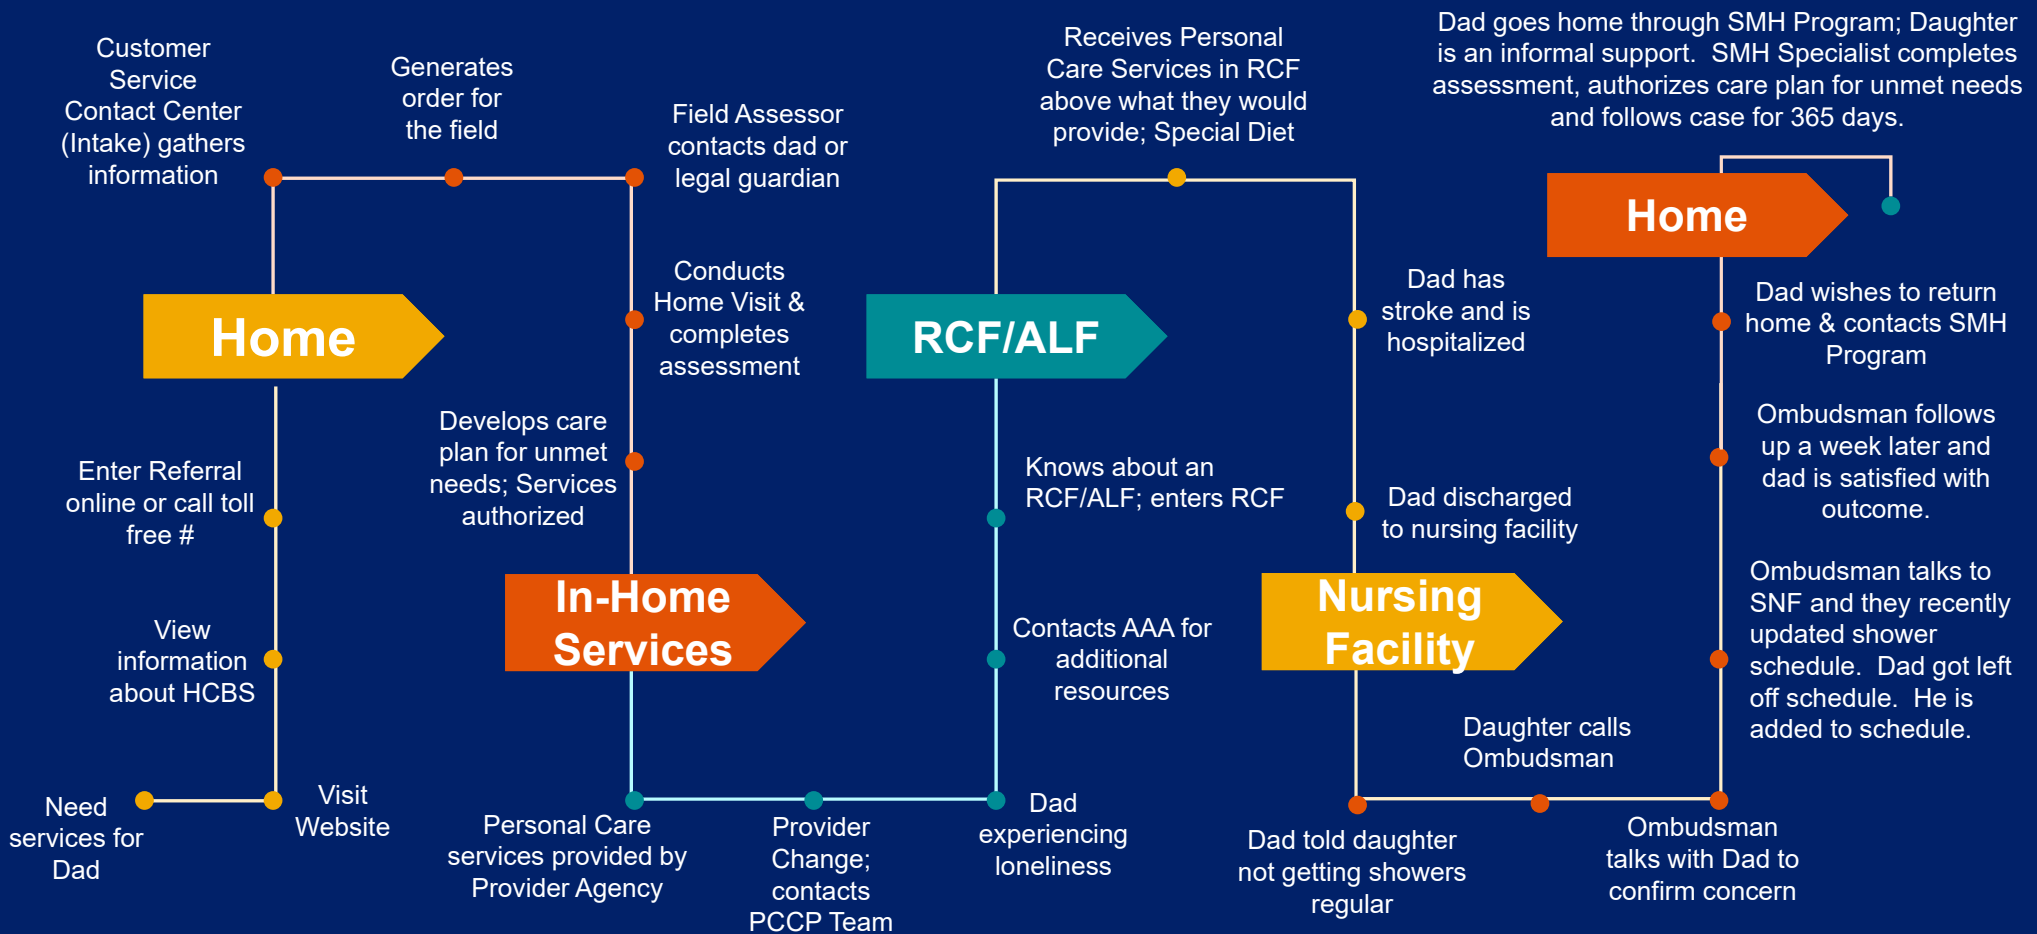 Need
services for
Dad
Visit
Website
View
information
about HCBS
Enter Referral
online or call toll
free #
Home
Customer
Service
Contact Center
(Intake) gathers
information
Generates
order for
the field
Field Assessor
contacts dad or
legal guardian
Conducts
Home Visit &
completes
assessment
Develops care
plan for unmet
needs; Services
authorized
In-Home
Services
Personal Care
services provided by
Provider Agency
Provider
Change;
contacts
PCCP Team
Dad
experiencing
loneliness
Contacts AAA for
additional
resources
Knows about an
RCF/ALF; enters RCF
RCF/ALF
Receives Personal
Care Services in RCF
above what they would
provide; Special Diet
Dad has
stroke and is
hospitalized
Dad discharged
to nursing facility
Nursing
Facility
Dad told daughter
not getting showers
regular
Daughter calls
Ombudsman
Ombudsman
talks with Dad to
confirm concern
Ombudsman talks to
SNF and they recently
updated shower
schedule.  Dad got left
off schedule.  He is
added to schedule.
Ombudsman follows
up a week later and
dad is satisfied with
outcome.
Dad wishes to return
home & contacts SMH
Program
Home
Dad goes home through SMH Program; Daughter
is an informal support.  SMH Specialist completes
assessment, authorizes care plan for unmet needs
and follows case for 365 days.